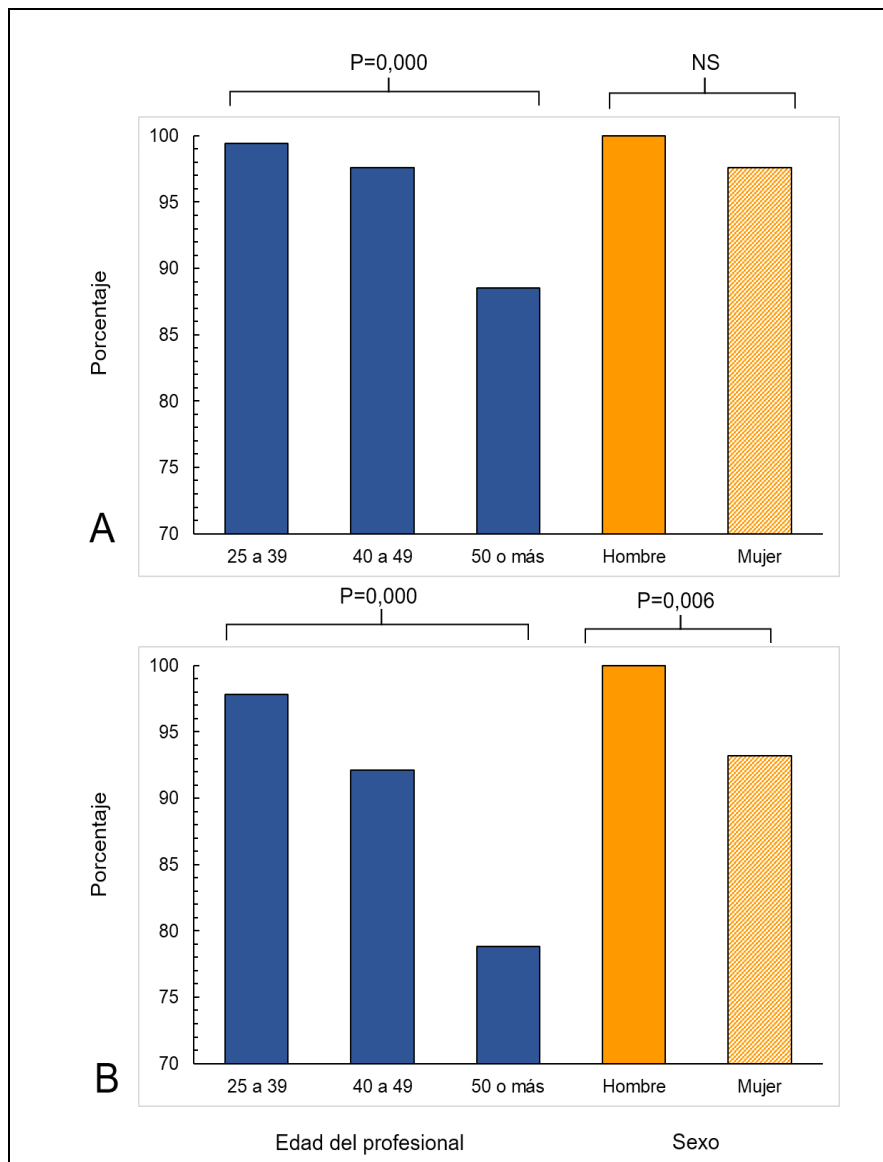 P=0,000 NS
100
95
90
85
80
75
70
Porcentaje
A
25 a 39 40 a 49 50 o más Hombre Mujer
P=0,000 P=0,006
100
95
90
85
80
75
70
Porcentaje
B
25 a 39 40 a 49 50 o más Hombre Mujer
Edad del profesional Sexo